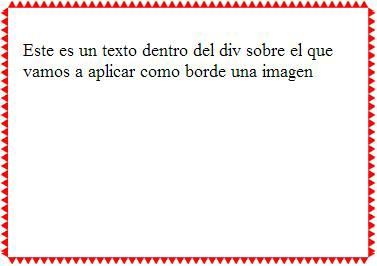 Este es un texto dentro del div sobre el que
vamos a aplicar como borde una imagen